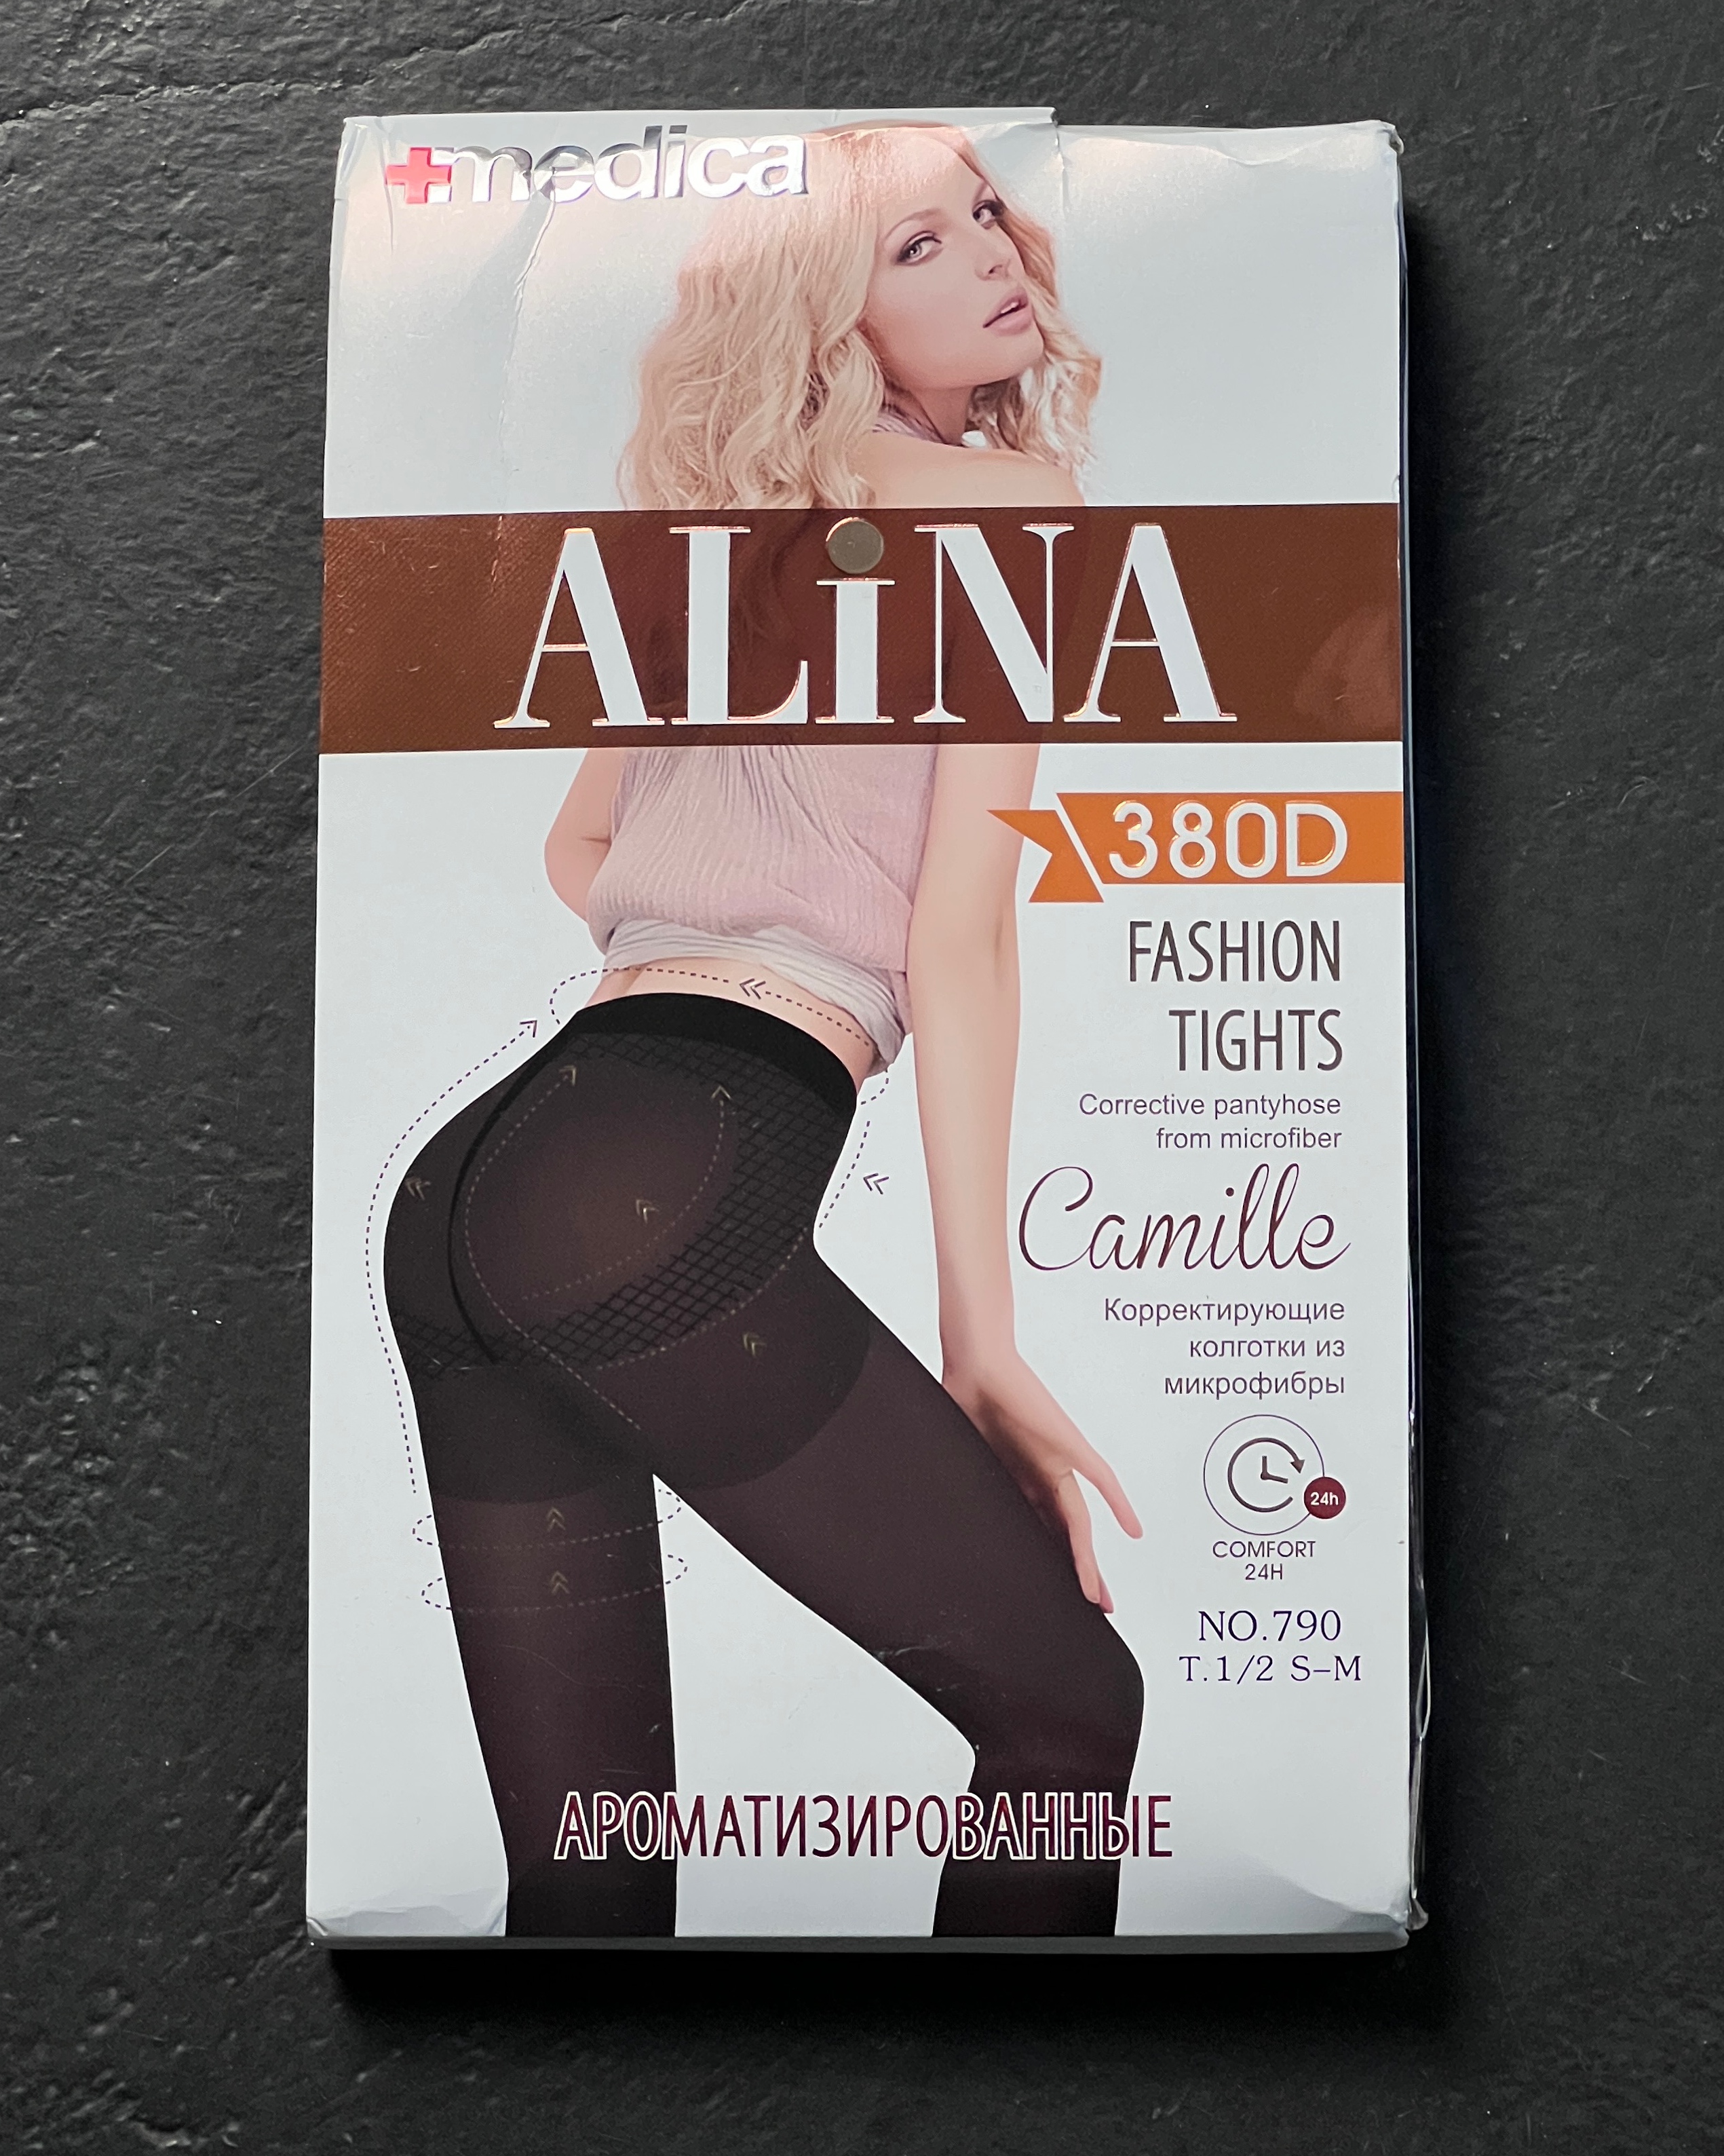 medica
ALiNA
380D
FASHION
TIGHTS
Corrective pantyhose
from microfiber
Camille
Корректирующие
колготки из
микрофибры
24h
COMFORT
24H
NO.790
T.1/2 S–M
АРОМАТИЗИРОВАННЫЕ